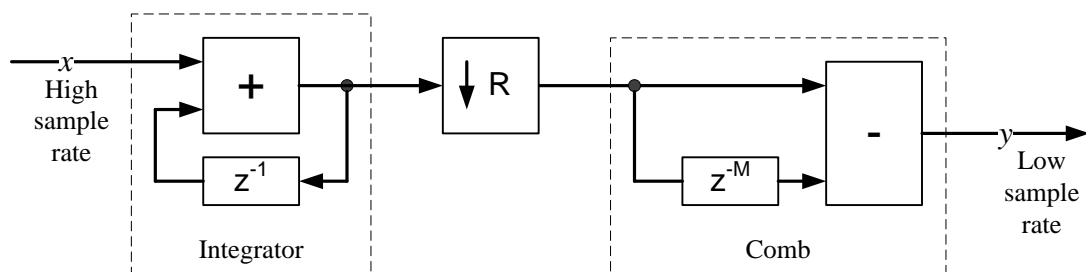 x
High
sample
rate
+
z-1
Integrator
R
z-M
-
Comb
y
Low
sample
rate